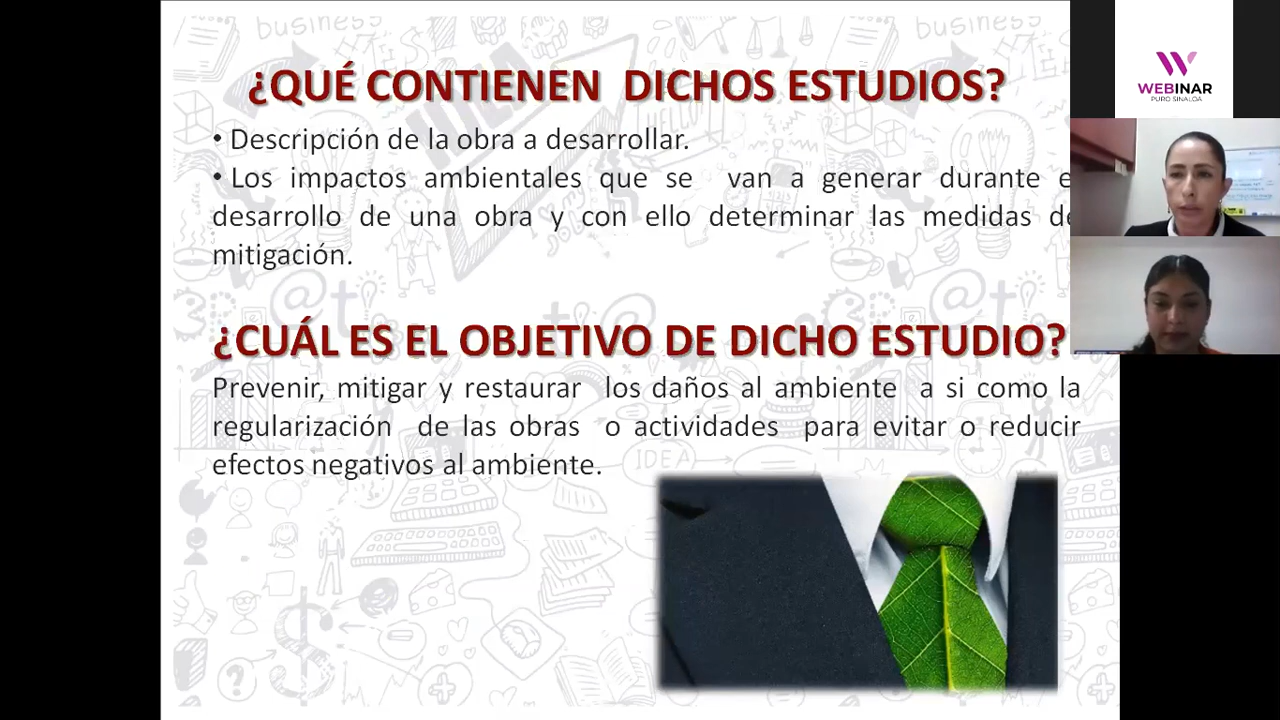 ¿QUÉ CONTIENEN DICHOS ESTUDIOS?
• Descripción de la obra a desarrollar.
• Los impactos ambientales que se van a generar durante e
desarrollo de una obra y con ello determinar las medidas de
mitigación.
¿CUÁL ES EL OBJETIVO DE DICHO ESTUDIO?
Prevenir, mitigar y restaurar los daños al ambiente a si como la
regularización de las obras o actividades para evitar o reducir
efectos negativos al ambiente.
WEBINAR
PURO SINALOA
business
business
IDEA